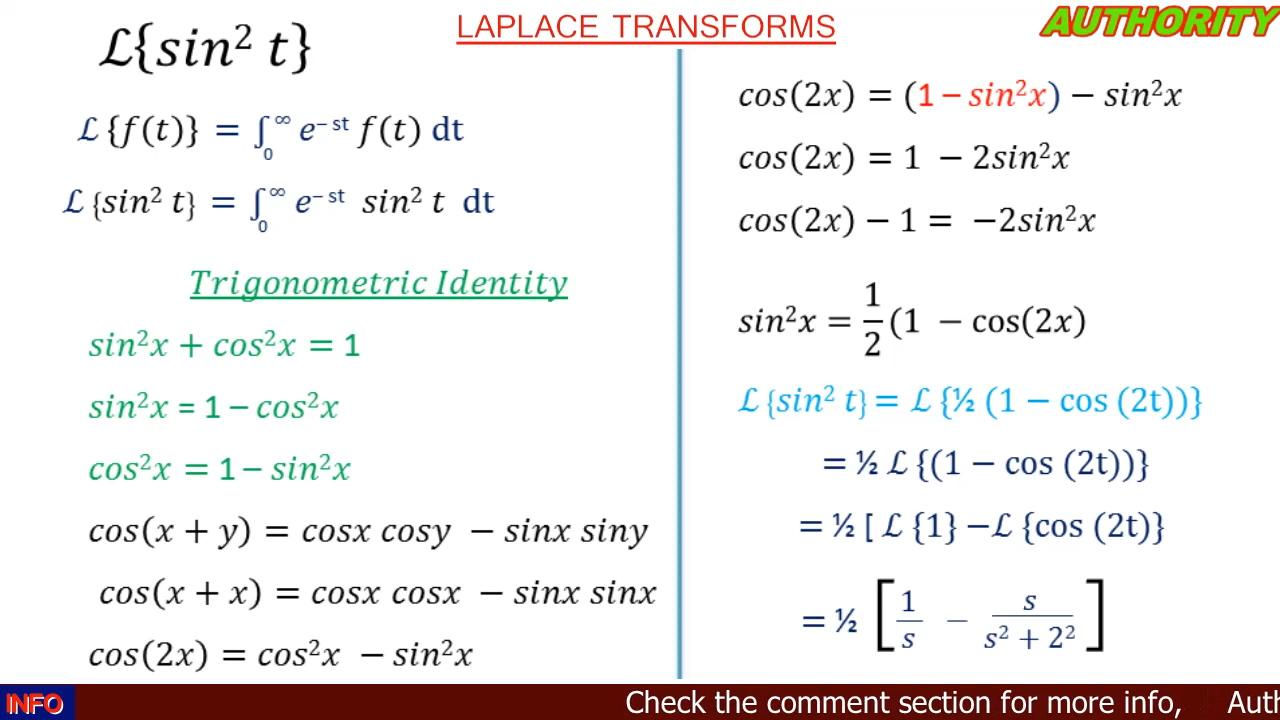 LAPLACE TRANSFORMS
AUTHORITY
ℒ{sin² t}
ℒ {f(t)} = ∫₀^∞ e⁻ ˢᵗ f(t) dt
ℒ {sin² t} = ∫₀^∞ e⁻ ˢᵗ sin² t dt
Trigonometric Identity
sin²x + cos²x = 1
sin²x = 1 – cos²x
cos²x = 1 – sin²x
cos(x + y) = cosx cosy − sinx siny
cos(x + x) = cosx cosx − sinx sinx
cos(2x) = cos²x − sin²x
cos(2x) = (1 – sin²x) − sin²x
cos(2x) = 1 − 2sin²x
cos(2x) − 1 = −2sin²x
sin²x = 1/2 (1 − cos(2x)
ℒ {sin² t} = ℒ {½ (1 − cos (2t))}
= ½ ℒ {(1 − cos (2t))}
= ½ [ ℒ {1} −ℒ {cos (2t)}
= ½ [1/s − s/(s² + 2²)]
INFO Check the comment section for more info, Auth